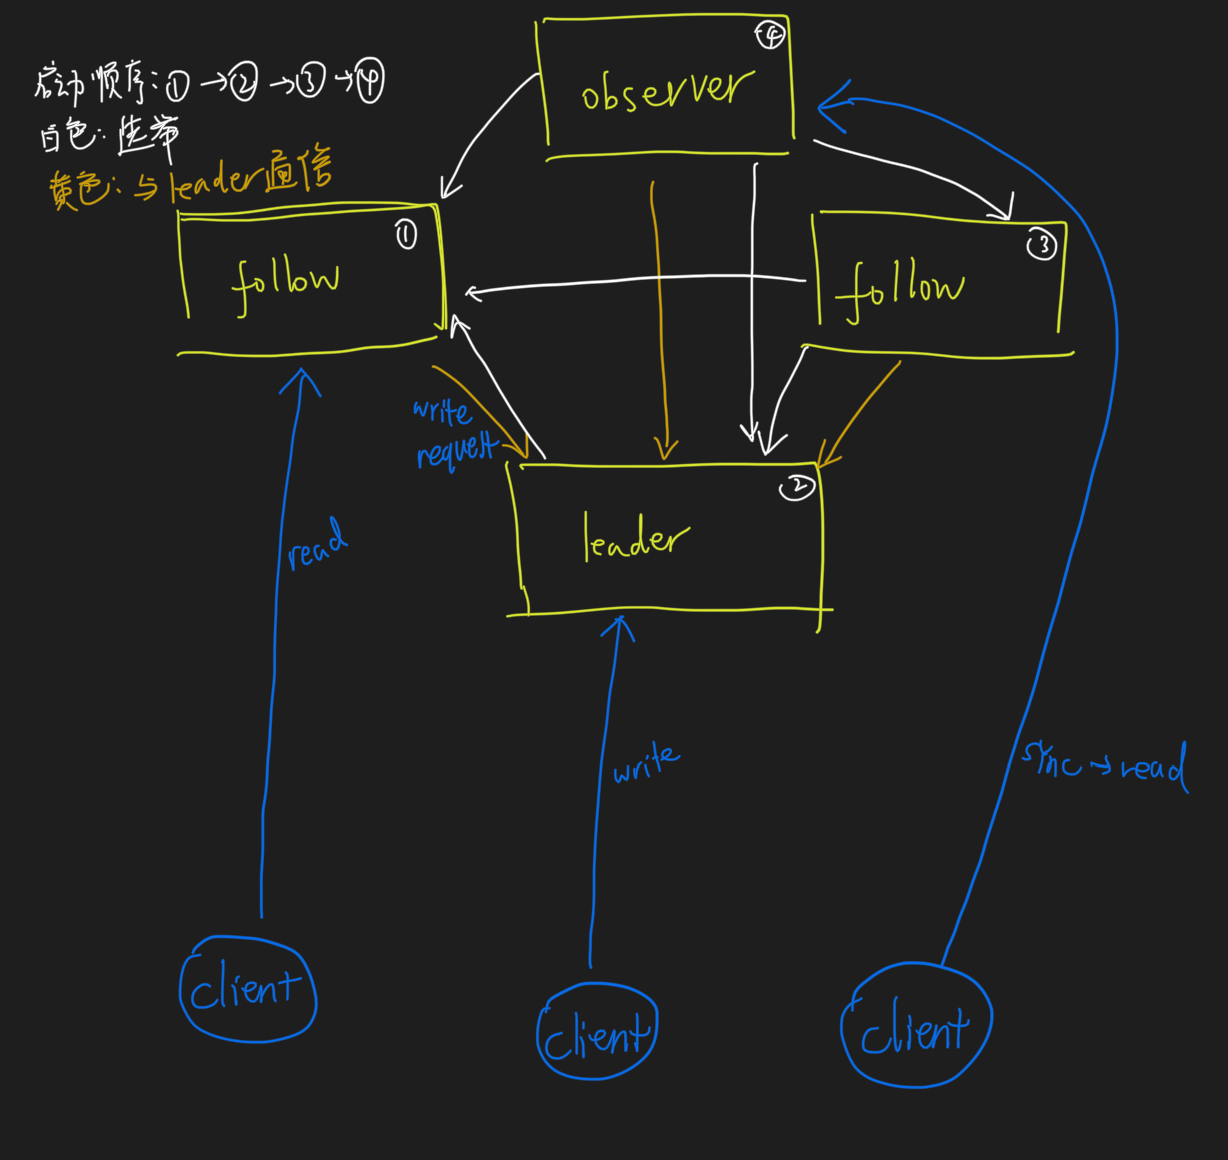 启动顺序: ① → ② → ③ → ④
白色: 选举
黄色: 与leader通信
④
observer
①
follow
③
follow
write
request
②
leader
read
write
sync → read
client
client
client